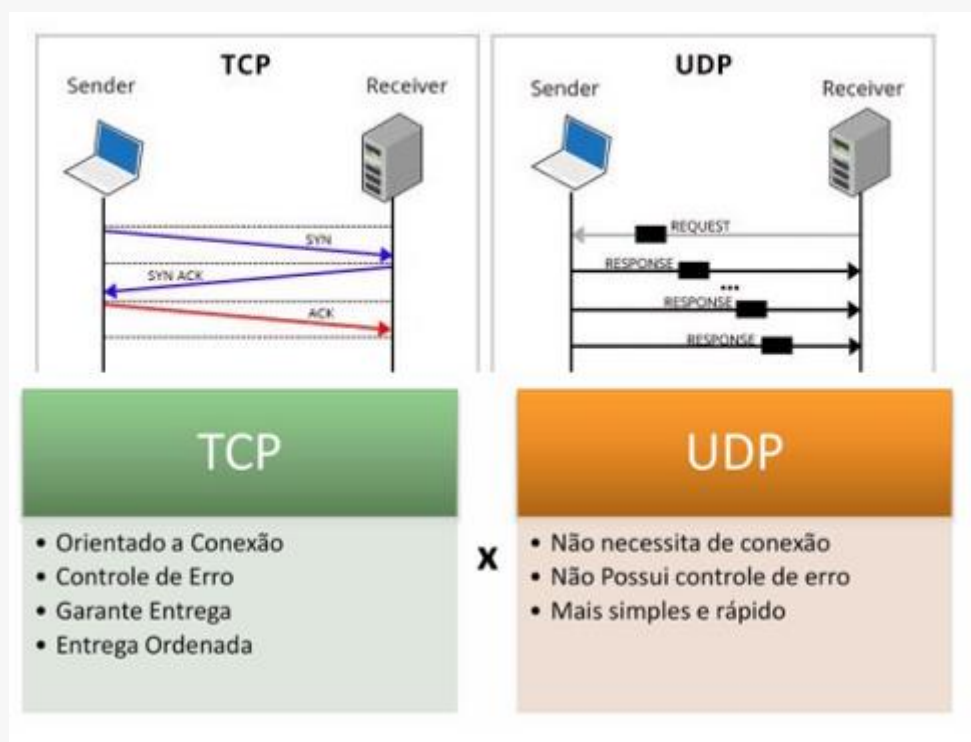 TCP
Sender
Receiver
SYN
SYN ACK
ACK
UDP
Sender
Receiver
REQUEST
RESPONSE
...
RESPONSE
RESPONSE
TCP
• Orientado a Conexão
• Controle de Erro
• Garante Entrega
• Entrega Ordenada
x
UDP
• Não necessita de conexão
• Não Possui controle de erro
• Mais simples e rápido